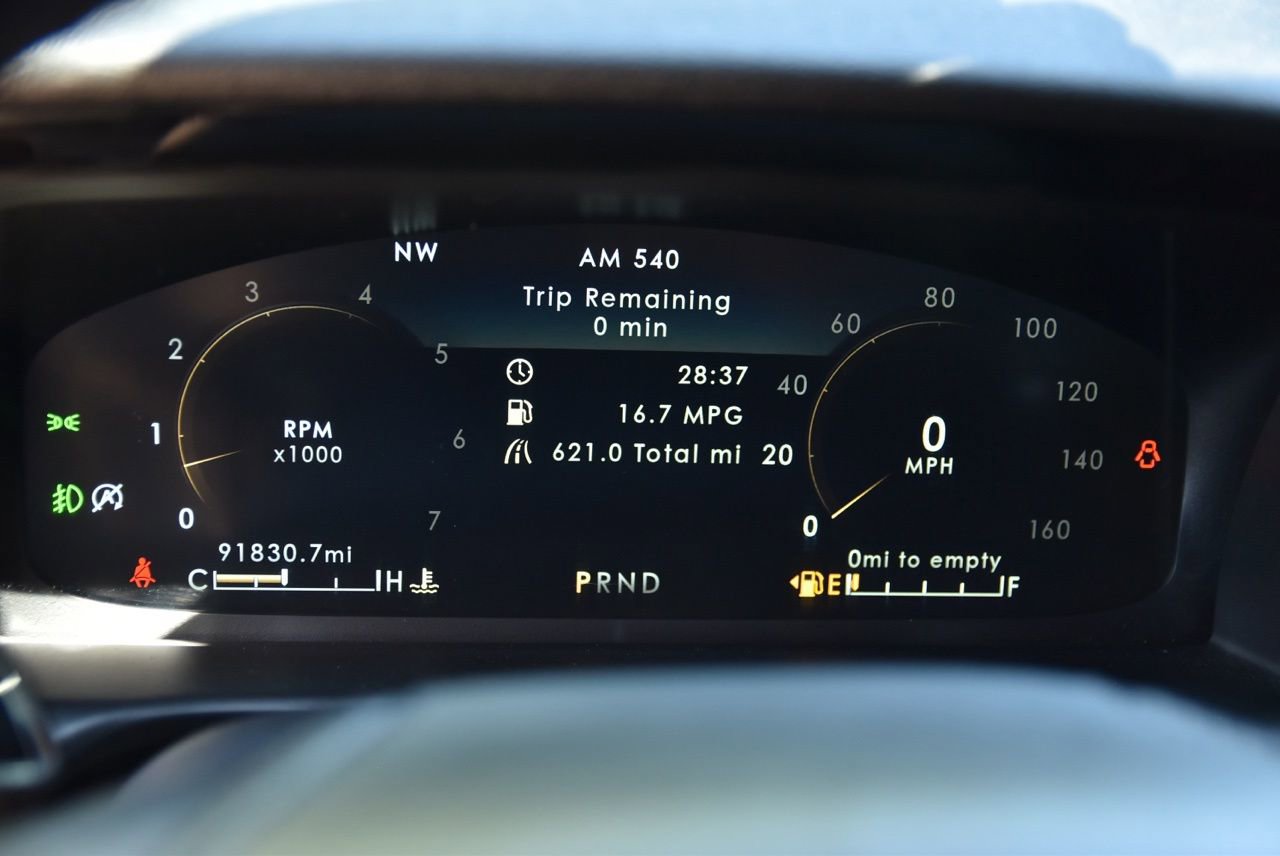 NW
AM 540
Trip Remaining
0 min
28:37
16.7 MPG
621.0 Total mi
0
1
2
3
4
5
6
7
RPM
x1000
0
20
40
60
80
100
120
140
160
0
MPH
91830.7mi
C H
PRND
0mi to empty
E F